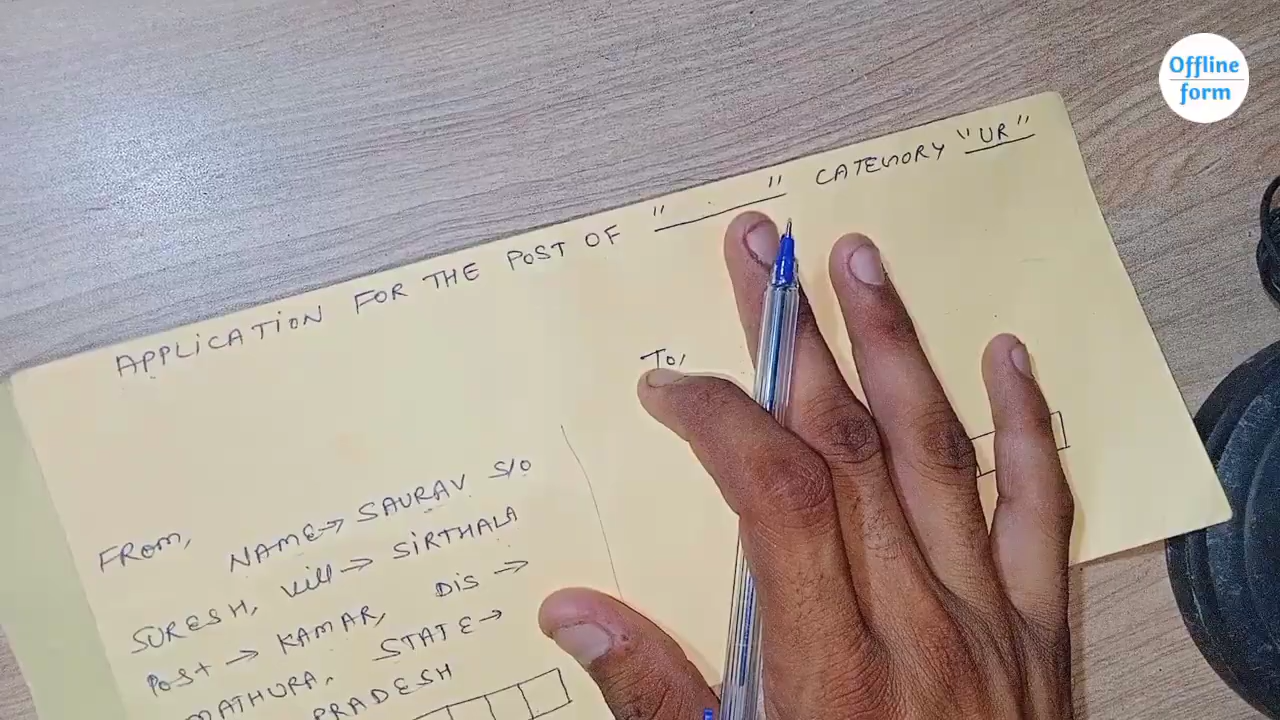 Offline
form
APPLICATION FOR THE POST OF " " CATEGORY "UR"
To,
FROM,
NAME→ SAURAV S/O
SURESH, Vill→ SIRTHALA
Post → KAMAR, Dis →
MATHURA, STATE→
PRADESH